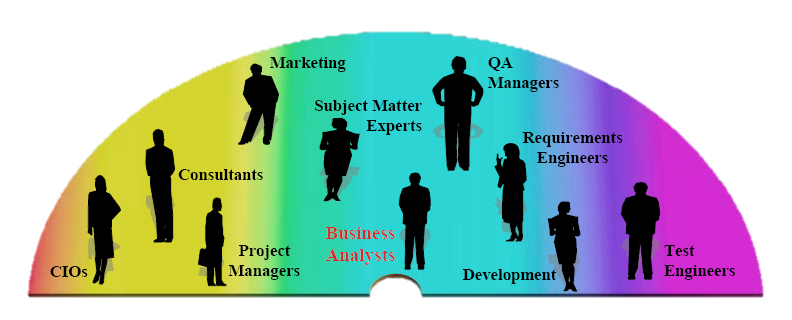 Marketing
QA
Managers
Subject Matter
Experts
Requirements
Engineers
Consultants
Business
Analysts
Project
Managers
CIOs
Development
Test
Engineers